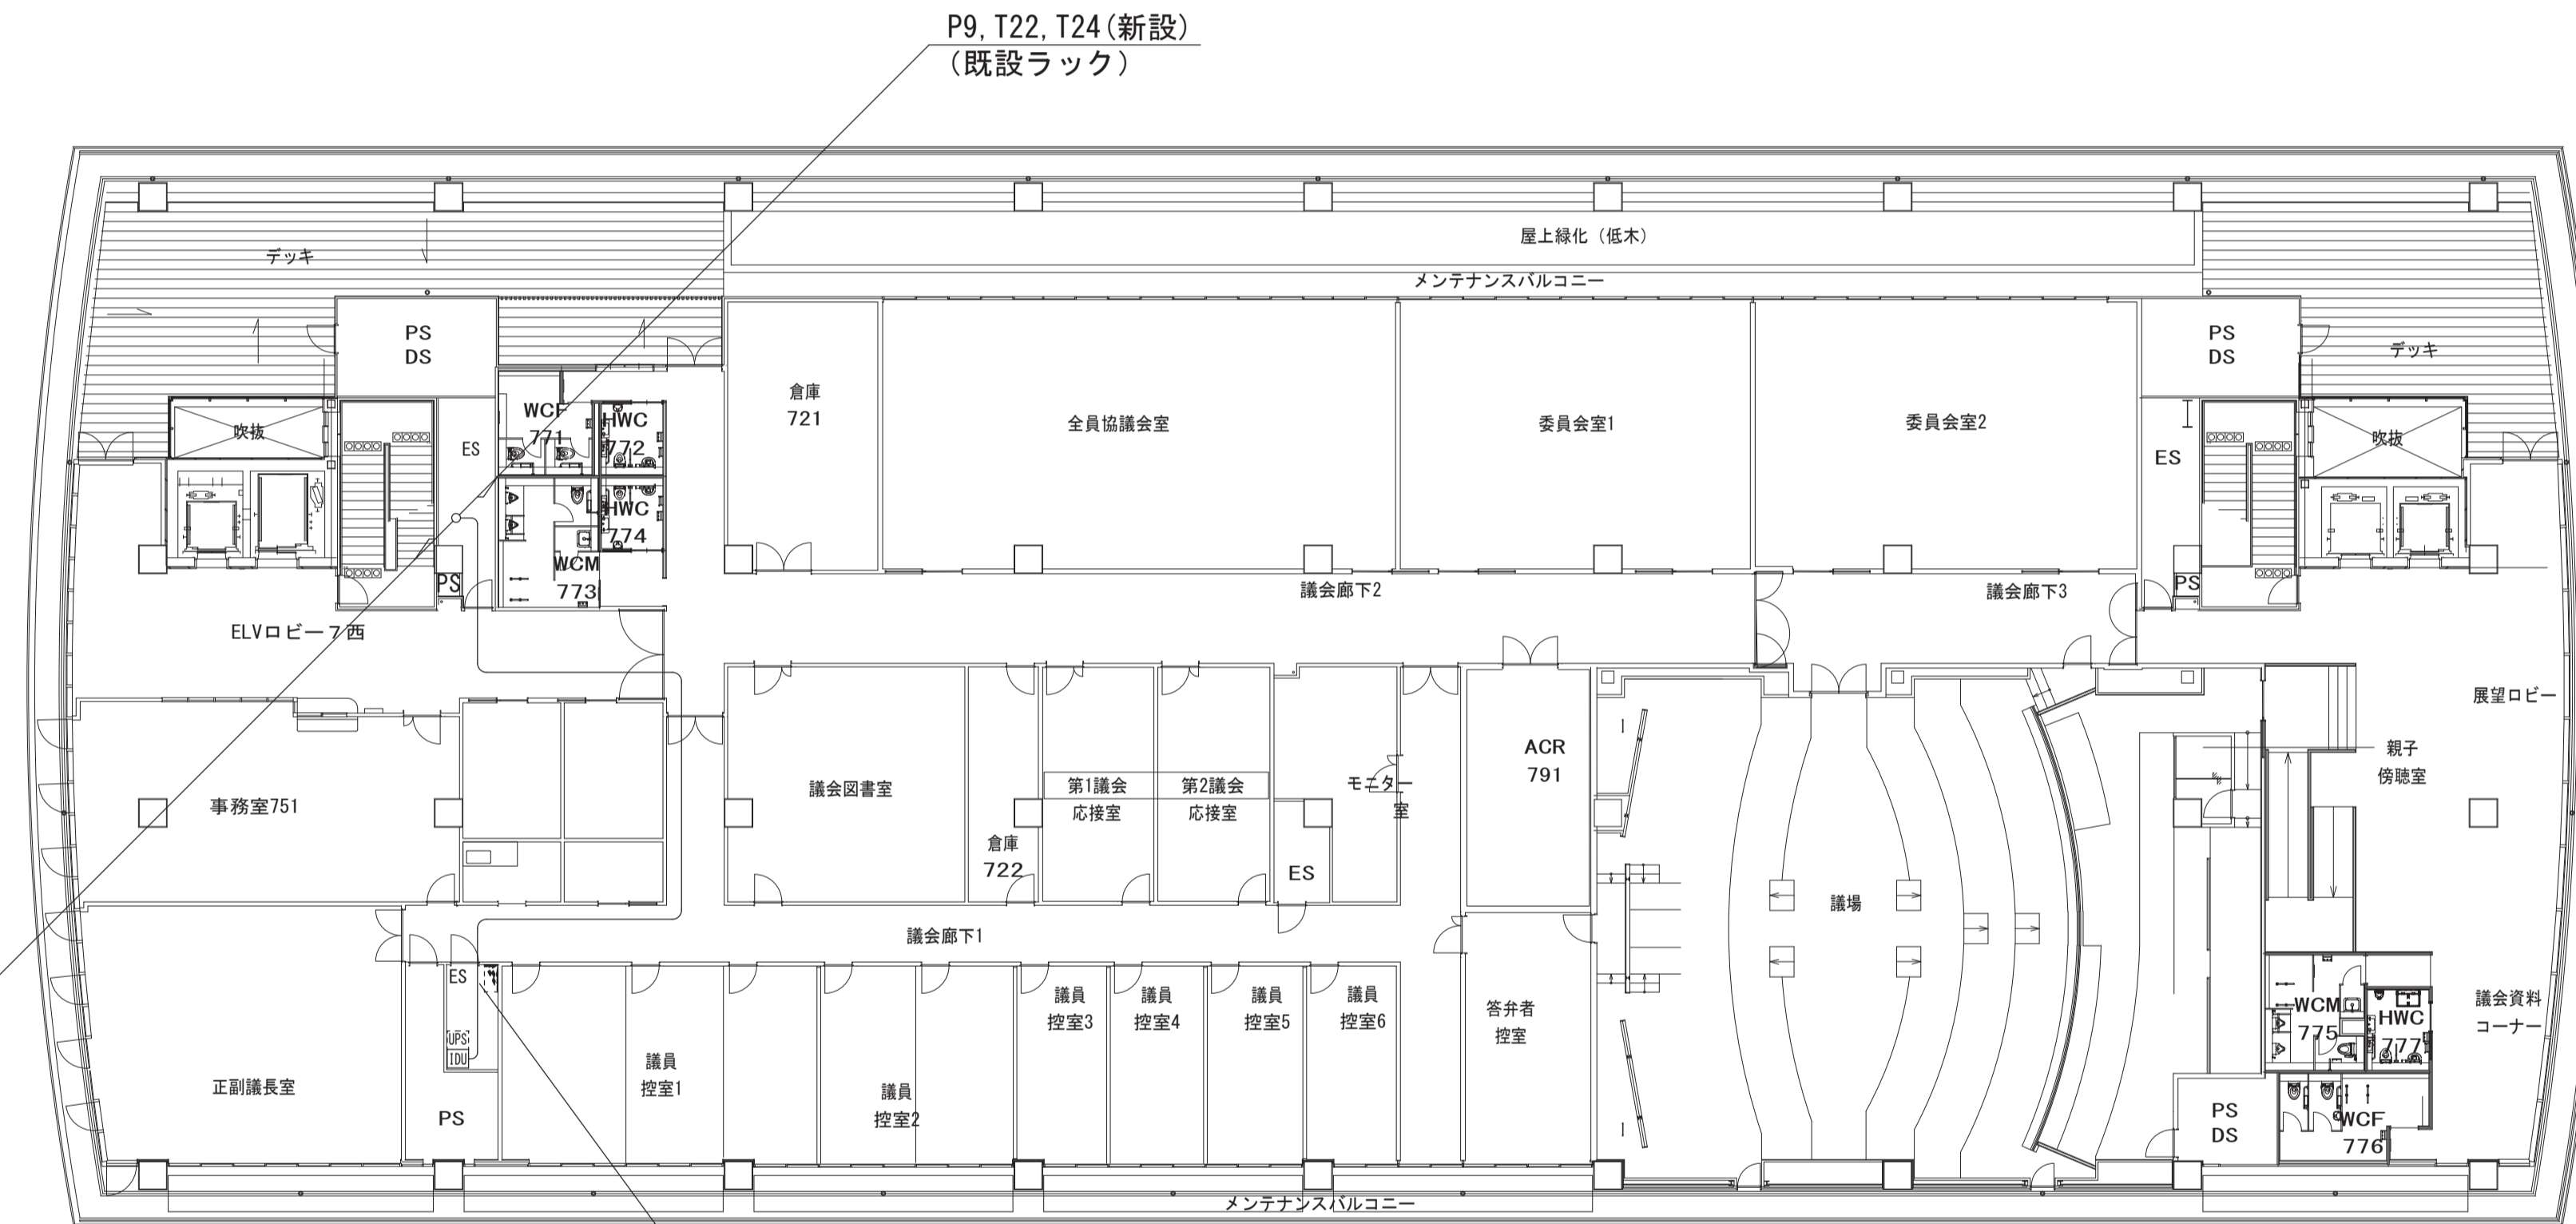 P9, T22, T24(新設)
(既設ラック)
屋上緑化（低木）
デッキ
メンテナンスバルコニー
PS
DS
PS
DS
デッキ
倉庫
721
全員協議会室
委員会室1
委員会室2
WCF
771
HWC
772
吹抜
ES
吹抜
ES
HWC
774
WCM
773
PS
PS
議会廊下2
議会廊下3
ELVロビー７西
展望ロビー
ACR
791
親子
傍聴室
事務室751
議会図書室
第1議会
応接室
第2議会
応接室
モニター
室
倉庫
722
ES
議場
議会廊下1
ES
UPS
IDU
議員
控室3
議員
控室4
議員
控室5
議員
控室6
答弁者
控室
WCM
775
HWC
777
議会資料
コーナー
正副議長室
議員
控室1
議員
控室2
PS
PS
DS
WCF
776
メンテナンスバルコニー